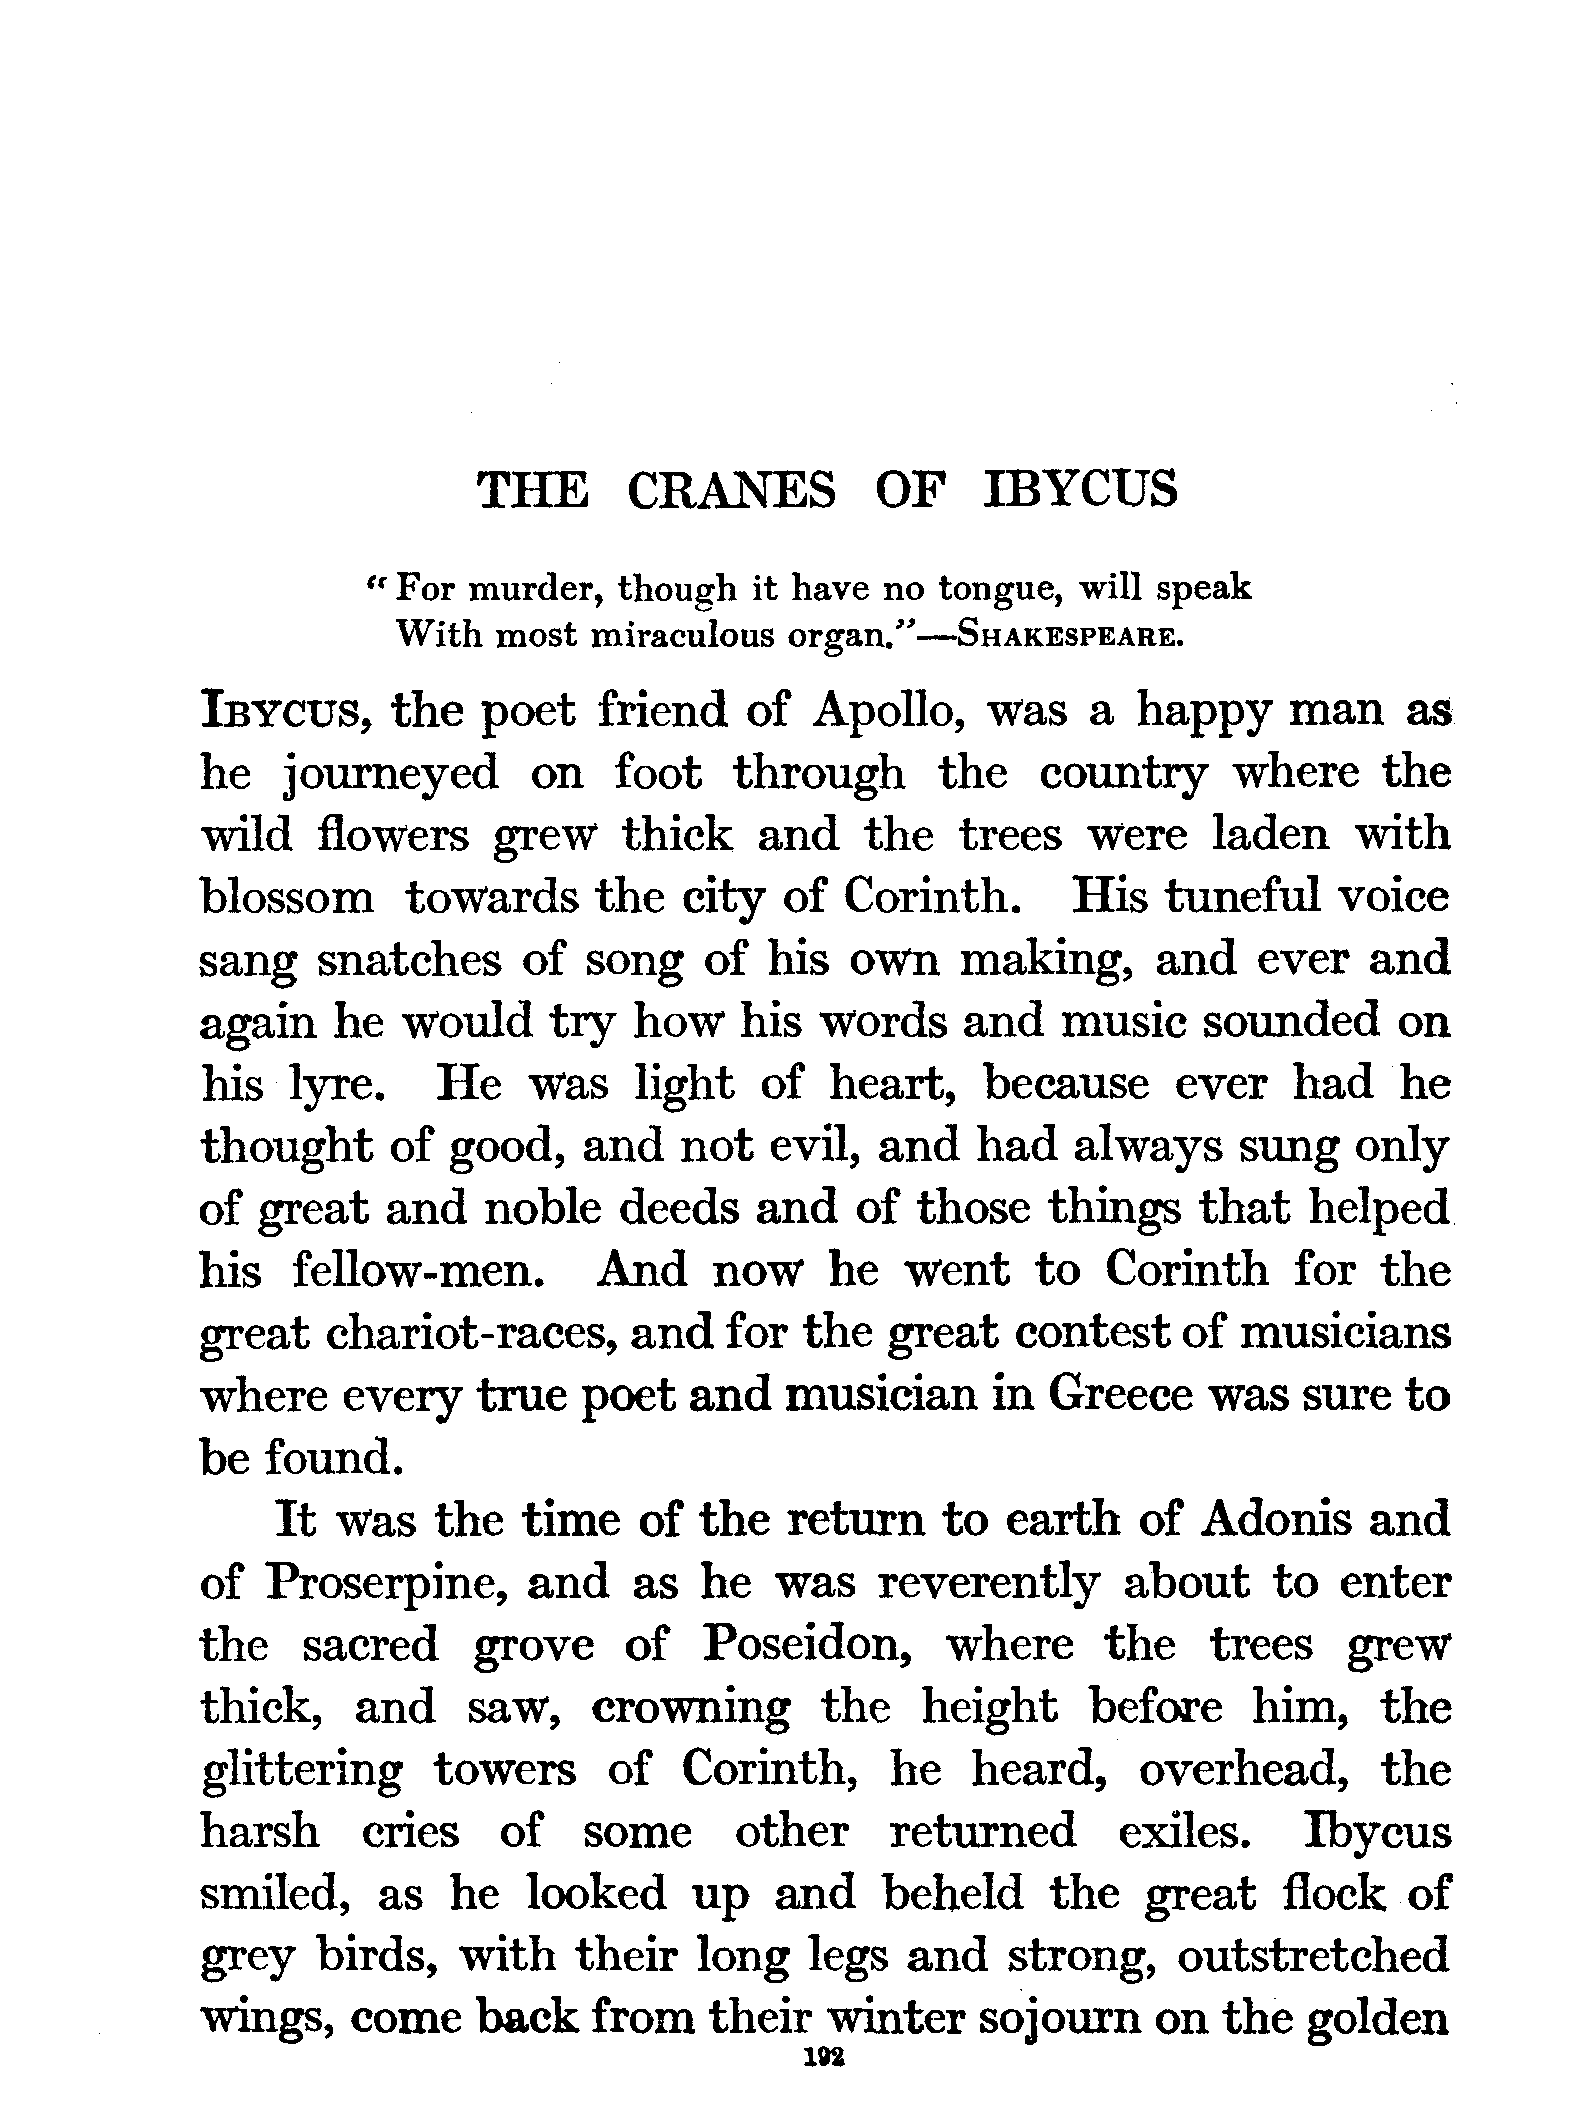 THE CRANES OF IBYCUS
“For murder, though it have no tongue, will speak
With most miraculous organ.”—SHAKESPEARE.
IBYCUS, the poet friend of Apollo, was a happy man as
he journeyed on foot through the country where the
wild flowers grew thick and the trees were laden with
blossom towards the city of Corinth. His tuneful voice
sang snatches of song of his own making, and ever and
again he would try how his words and music sounded on
his lyre. He was light of heart, because ever had he
thought of good, and not evil, and had always sung only
of great and noble deeds and of those things that helped
his fellow-men. And now he went to Corinth for the
great chariot-races, and for the great contest of musicians
where every true poet and musician in Greece was sure to
be found.
It was the time of the return to earth of Adonis and
of Proserpine, and as he was reverently about to enter
the sacred grove of Poseidon, where the trees grew
thick, and saw, crowning the height before him, the
glittering towers of Corinth, he heard, overhead, the
harsh cries of some other returned exiles. Ibycus
smiled, as he looked up and beheld the great flock of
grey birds, with their long legs and strong, outstretched
wings, come back from their winter sojourn on the golden
192